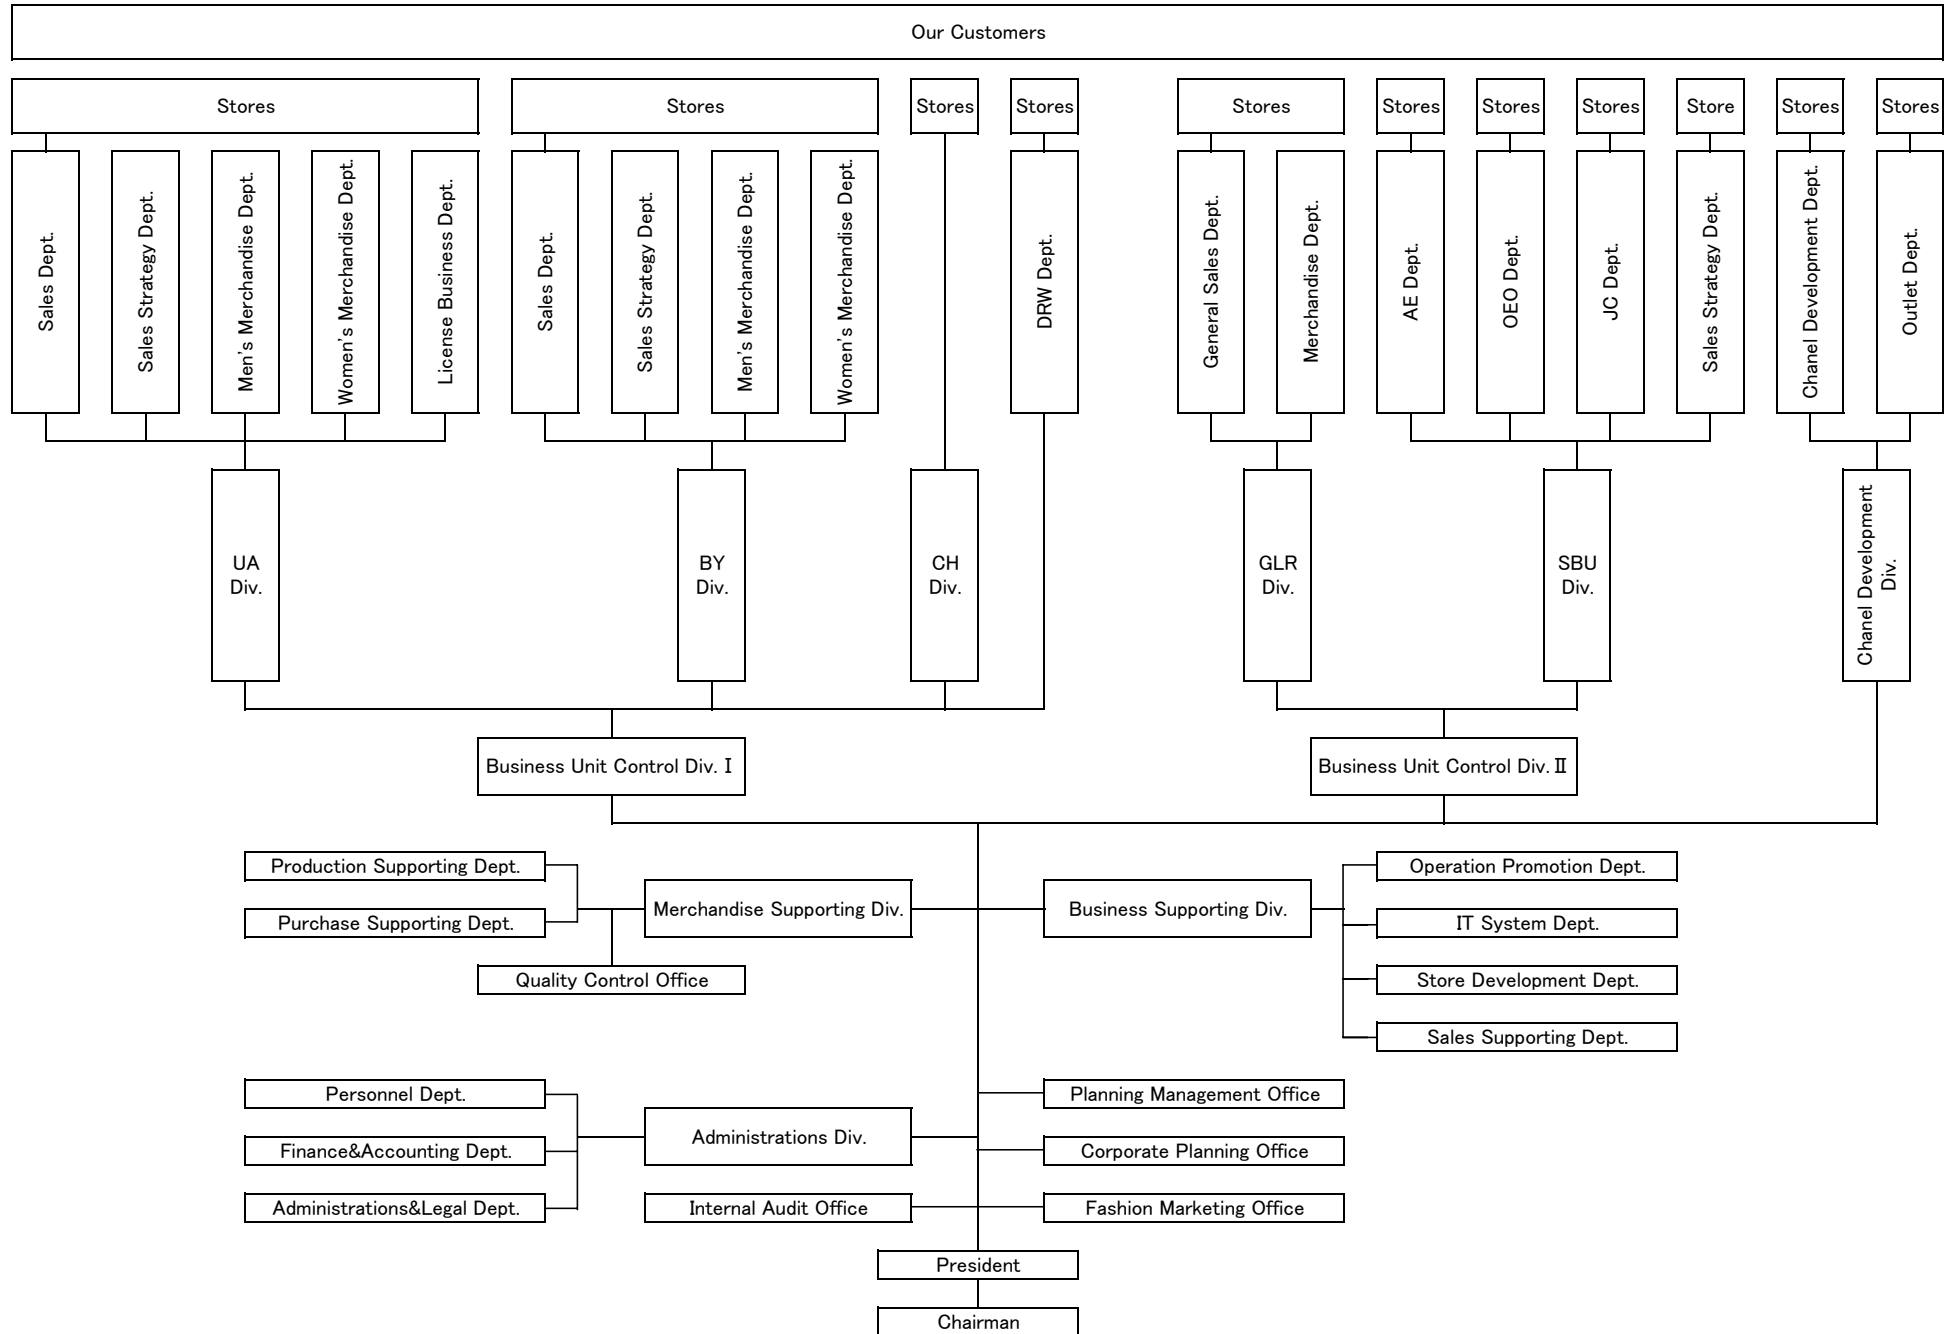 Our Customers
Stores
Stores
Stores
Stores
Stores
Stores
Stores
Stores
Store
Stores
Stores
Sales Dept.
Sales Strategy Dept.
Men's Merchandise Dept.
Women's Merchandise Dept.
License Business Dept.
Sales Dept.
Sales Strategy Dept.
Men's Merchandise Dept.
Women's Merchandise Dept.
DRW Dept.
General Sales Dept.
Merchandise Dept.
AE Dept.
OEO Dept.
JC Dept.
Sales Strategy Dept.
Chanel Development Dept.
Outlet Dept.
UA
Div.
BY
Div.
CH
Div.
GLR
Div.
SBU
Div.
Chanel Development
Div.
Business Unit Control Div. Ⅰ
Business Unit Control Div. Ⅱ
Production Supporting Dept.
Purchase Supporting Dept.
Merchandise Supporting Div.
Quality Control Office
Business Supporting Div.
Operation Promotion Dept.
IT System Dept.
Store Development Dept.
Sales Supporting Dept.
Personnel Dept.
Finance&Accounting Dept.
Administrations&Legal Dept.
Administrations Div.
Internal Audit Office
Planning Management Office
Corporate Planning Office
Fashion Marketing Office
President
Chairman